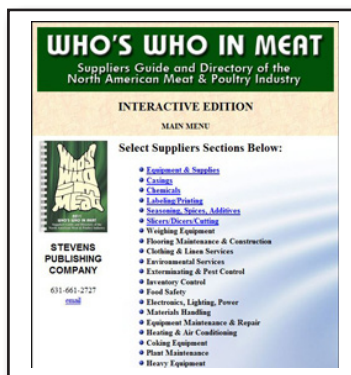 WHO'S WHO IN MEAT
Suppliers Guide and Directory of the
North American Meat & Poultry Industry
INTERACTIVE EDITION
MAIN MENU
Select Suppliers Sections Below:
WHO'S
WHO
IN
MEAT
STEVENS
PUBLISHING
COMPANY
631-661-2727
email
Equipment & Supplies
Casings
Chemicals
Labeling/Printing
Seasoning, Spices, Additives
Slicers/Dicers/Cutting
Weighing Equipment
Flooring Maintenance & Construction
Clothing & Linen Services
Environmental Services
Exterminating & Pest Control
Inventory Control
Food Safety
Electronics, Lighting, Power
Materials Handling
Equipment Maintenance & Repair
Heating & Air Conditioning
Coking Equipment
Plant Maintenance
Heavy Equipment